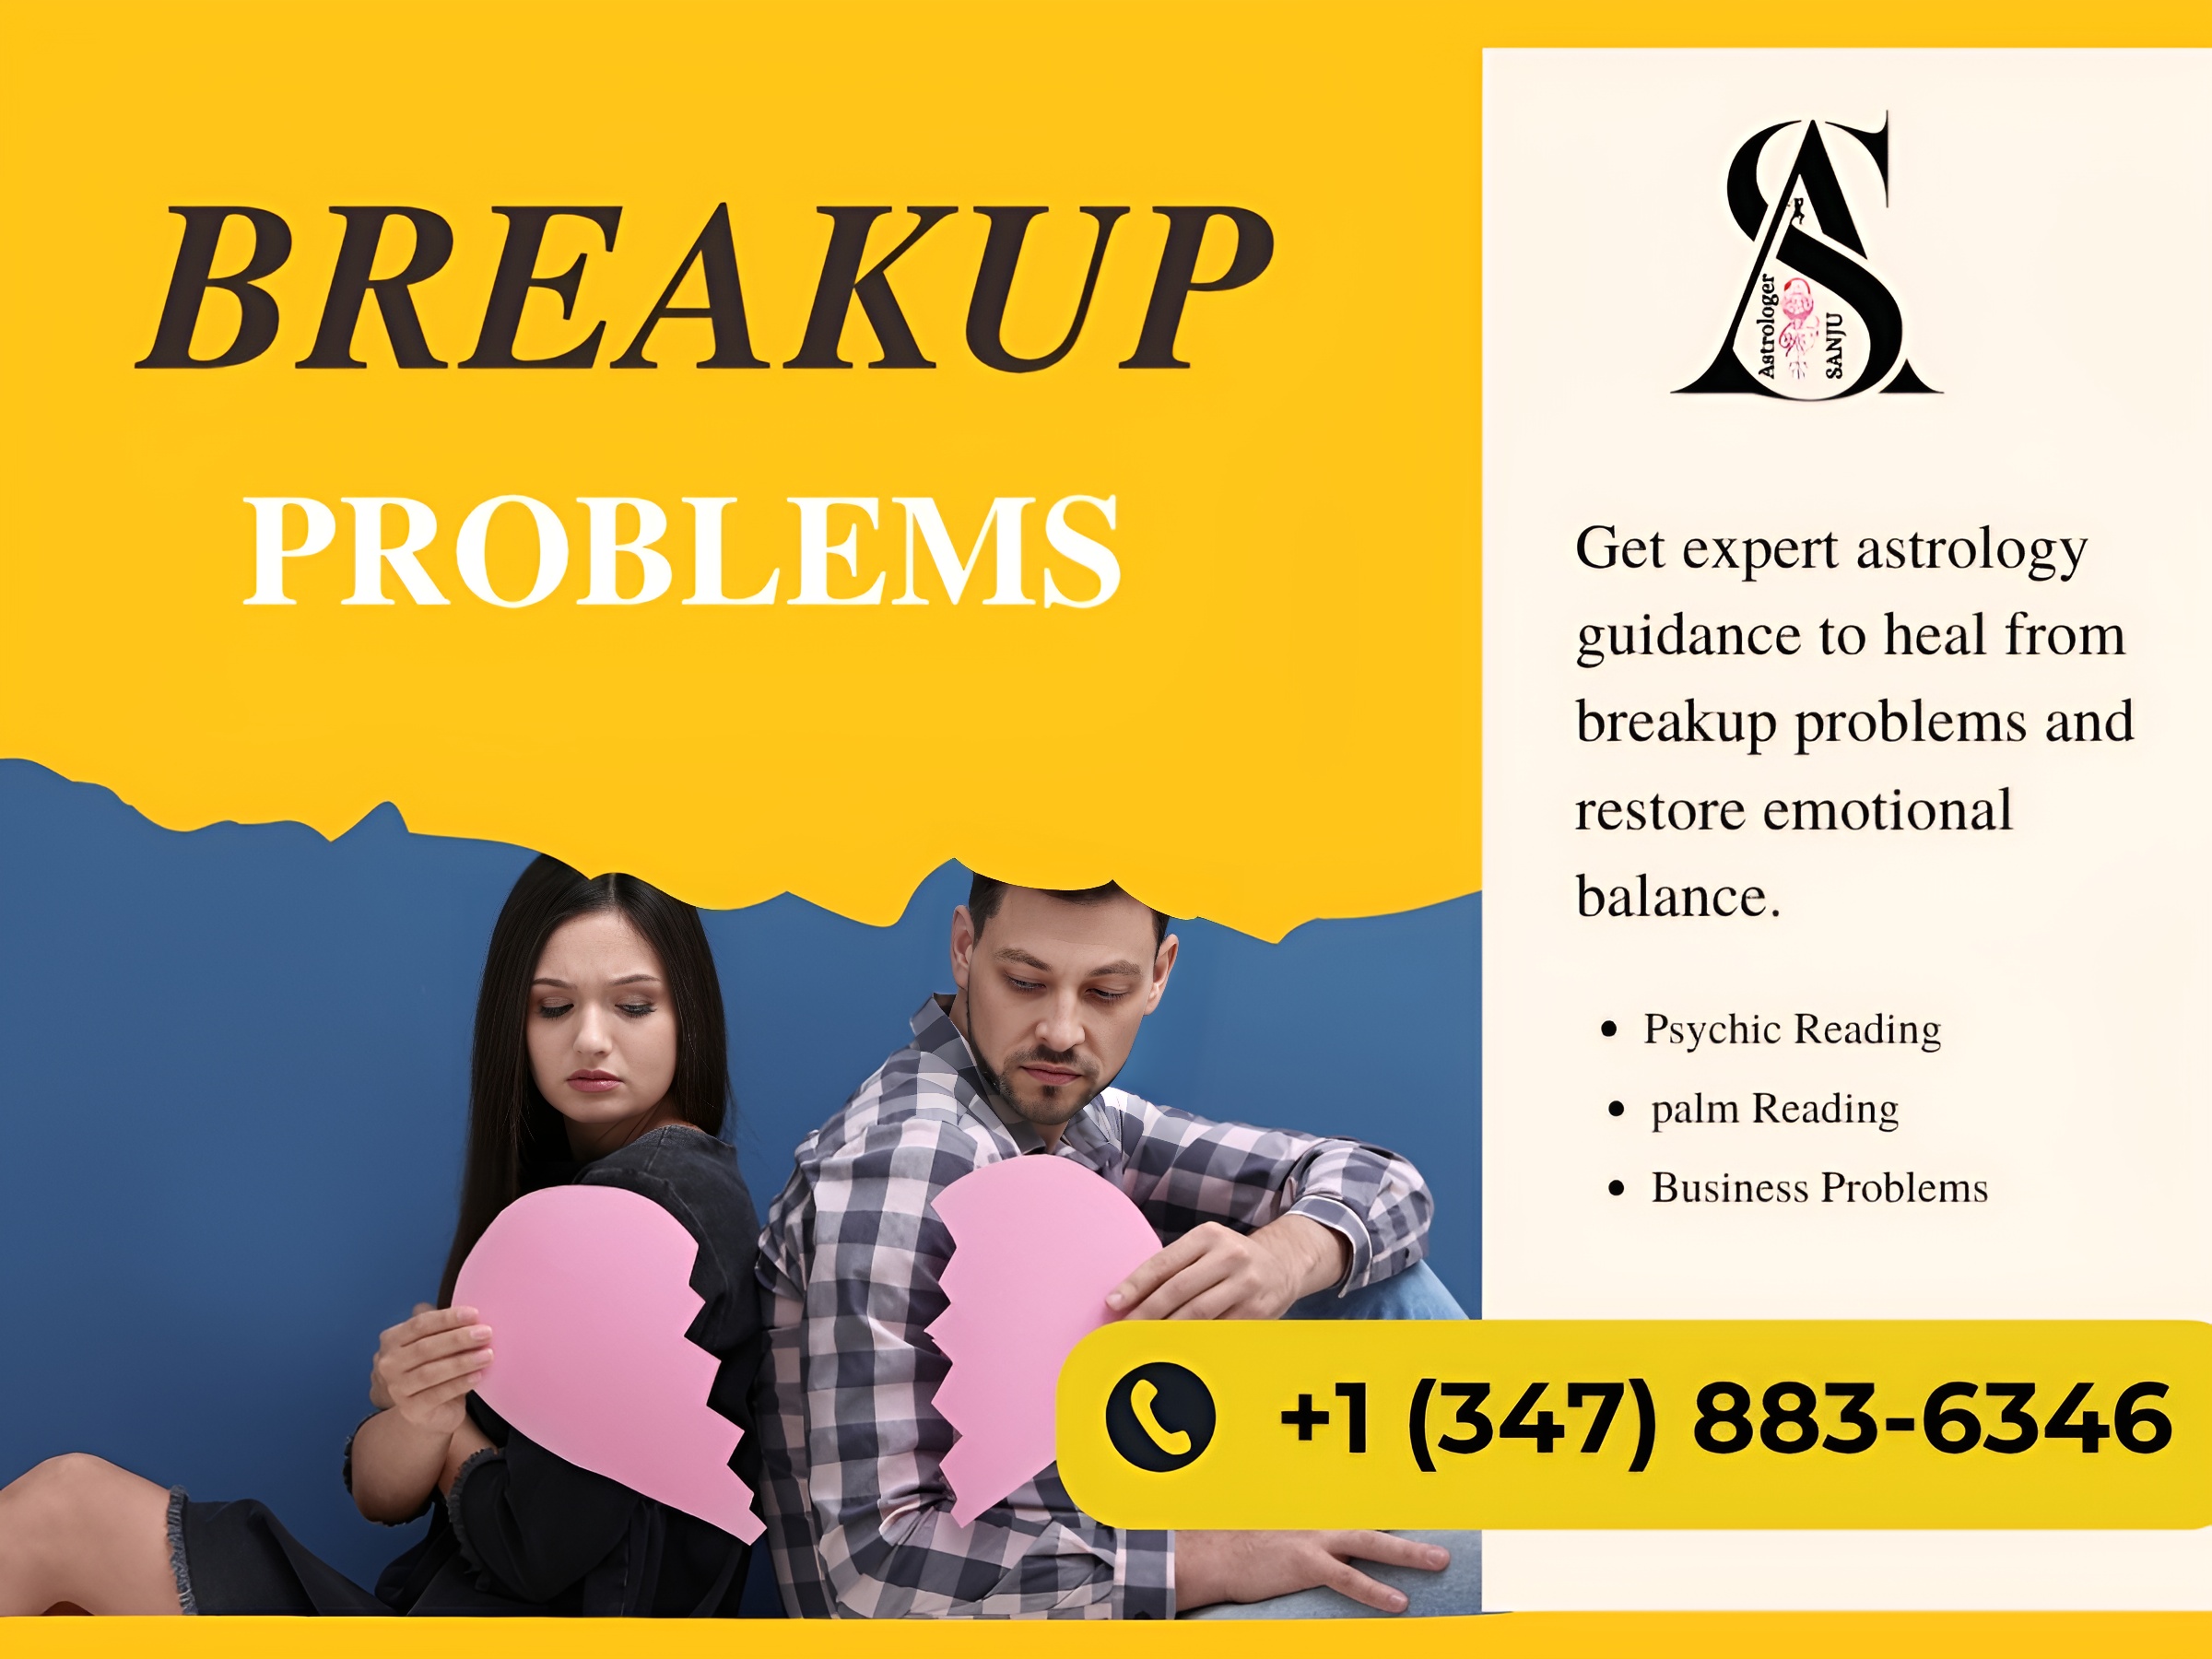 BREAKUP
PROBLEMS
Astrologer
SANJU
Get expert astrology
guidance to heal from
breakup problems and
restore emotional
balance.
• Psychic Reading
• palm Reading
• Business Problems
+1 (347) 883-6346